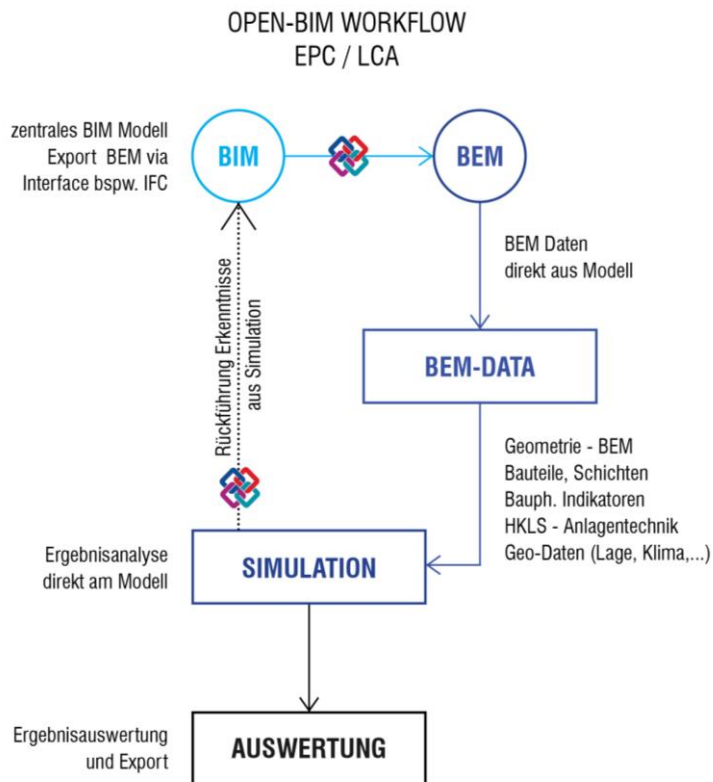 OPEN-BIM WORKFLOW
EPC / LCA
zentrales BIM Modell
Export BEM via
Interface bspw. IFC
BIM
BEM
BEM Daten
direkt aus Modell
Rückführung Erkenntnisse
aus Simulation
BEM-DATA
Geometrie - BEM
Bauteile, Schichten
Bauph. Indikatoren
HKLS - Anlagentechnik
Geo-Daten (Lage, Klima,...)
Ergebnisanalyse
direkt am Modell
SIMULATION
Ergebnisauswertung
und Export
AUSWERTUNG